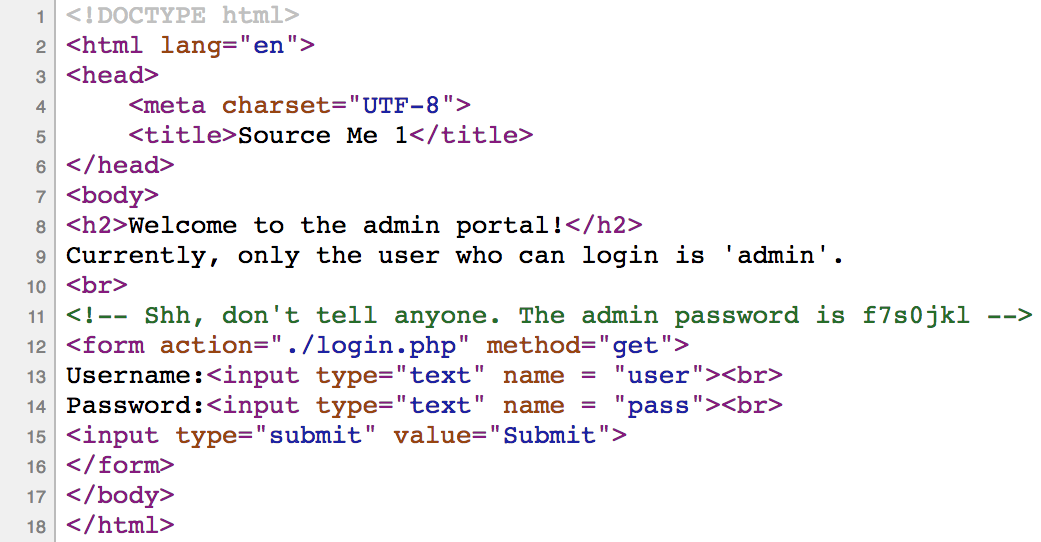 1 <!DOCTYPE html>
2 <html lang="en">
3 <head>
4     <meta charset="UTF-8">
5     <title>Source Me 1</title>
6 </head>
7 <body>
8 <h2>Welcome to the admin portal!</h2>
9 Currently, only the user who can login is 'admin'.
10 <br>
11 <!-- Shh, don't tell anyone. The admin password is f7s0jkl -->
12 <form action="./login.php" method="get">
13 Username:<input type="text" name = "user"><br>
14 Password:<input type="text" name = "pass"><br>
15 <input type="submit" value="Submit">
16 </form>
17 </body>
18 </html>